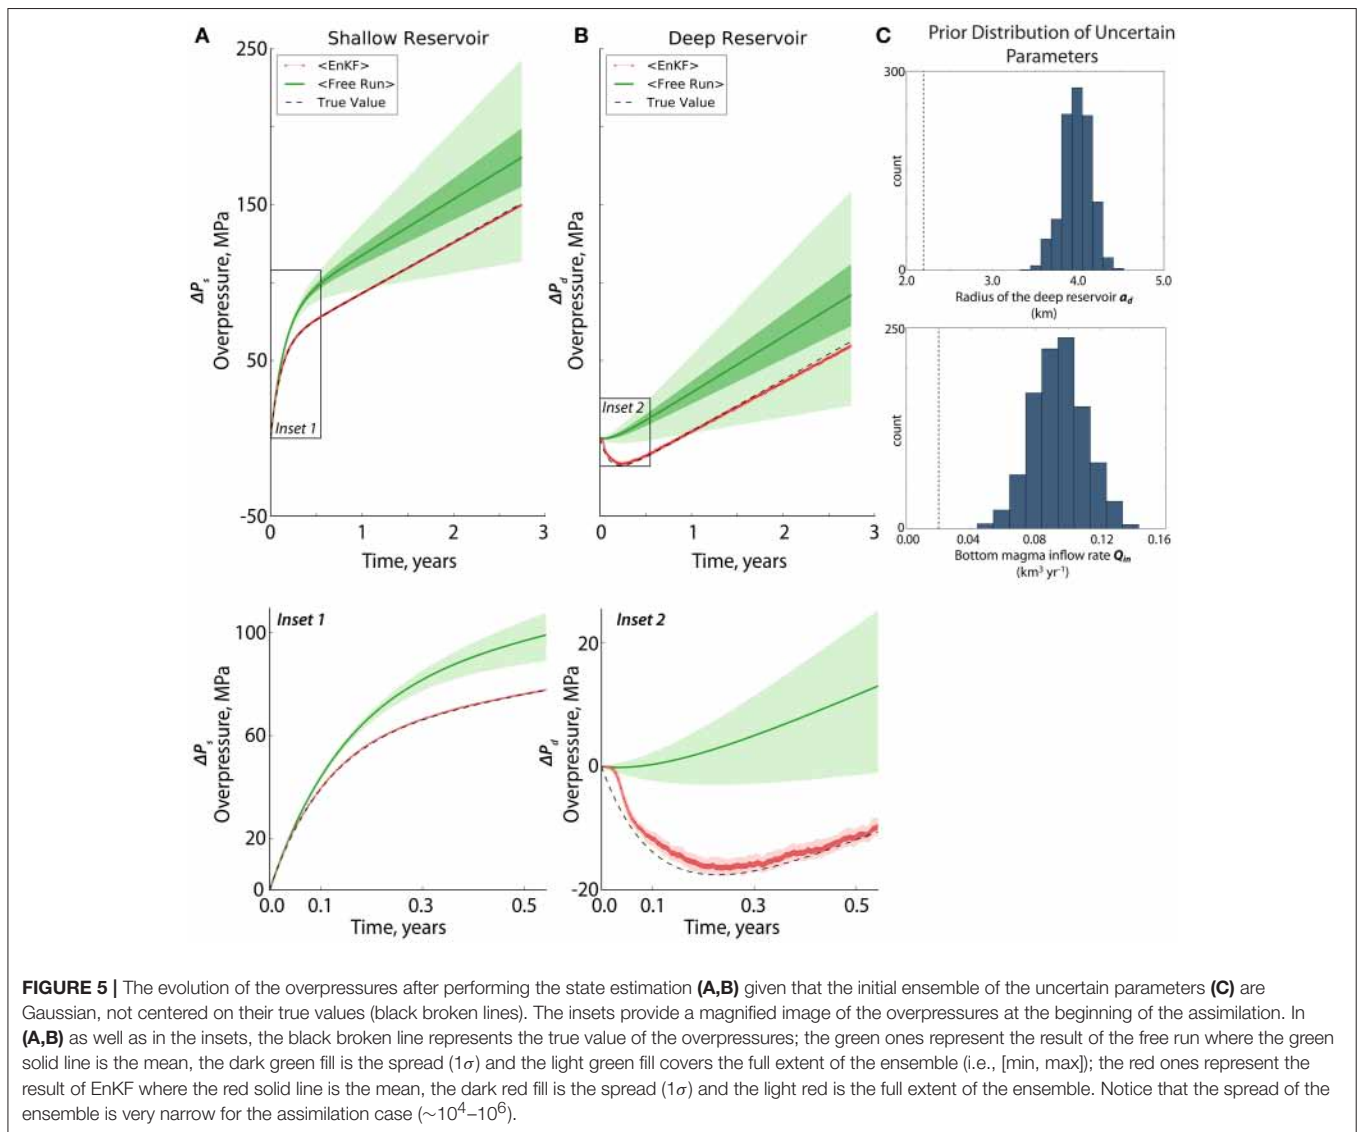 A
Shallow Reservoir
<EnKF>
<Free Run>
True Value
250
150
50
-50
ΔPs
Overpressure, MPa
Inset 1
0 1 2 3
Time, years
B
Deep Reservoir
<EnKF>
<Free Run>
True Value
ΔPd
Overpressure, MPa
Inset 2
0 1 2 3
Time, years
C
Prior Distribution of Uncertain
Parameters
300
count
0
2.0 3.0 4.0 5.0
Radius of the deep reservoir ad
(km)
250
count
0
0.00 0.04 0.08 0.12 0.16
Bottom magma inflow rate Qin
(km³ yr⁻¹)
Inset 1
100
60
20
0
ΔPs
Overpressure, MPa
0.0 0.1 0.3 0.5
Time, years
Inset 2
20
0
-20
ΔPd
Overpressure, MPa
0.0 0.1 0.3 0.5
Time, years
FIGURE 5 | The evolution of the overpressures after performing the state estimation (A,B) given that the initial ensemble of the uncertain parameters (C) are
Gaussian, not centered on their true values (black broken lines). The insets provide a magnified image of the overpressures at the beginning of the assimilation. In
(A,B) as well as in the insets, the black broken line represents the true value of the overpressures; the green ones represent the result of the free run where the green
solid line is the mean, the dark green fill is the spread (1σ) and the light green fill covers the full extent of the ensemble (i.e., [min, max]); the red ones represent the
result of EnKF where the red solid line is the mean, the dark red fill is the spread (1σ) and the light red is the full extent of the ensemble. Notice that the spread of the
ensemble is very narrow for the assimilation case (~10⁴–10⁶).